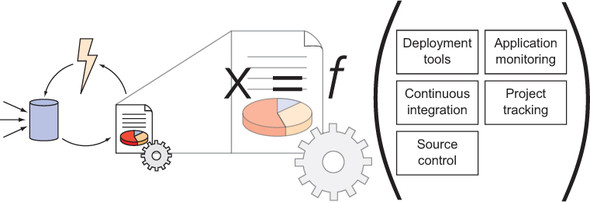 x = f
Deployment
tools
Application
monitoring
Continuous
integration
Project
tracking
Source
control